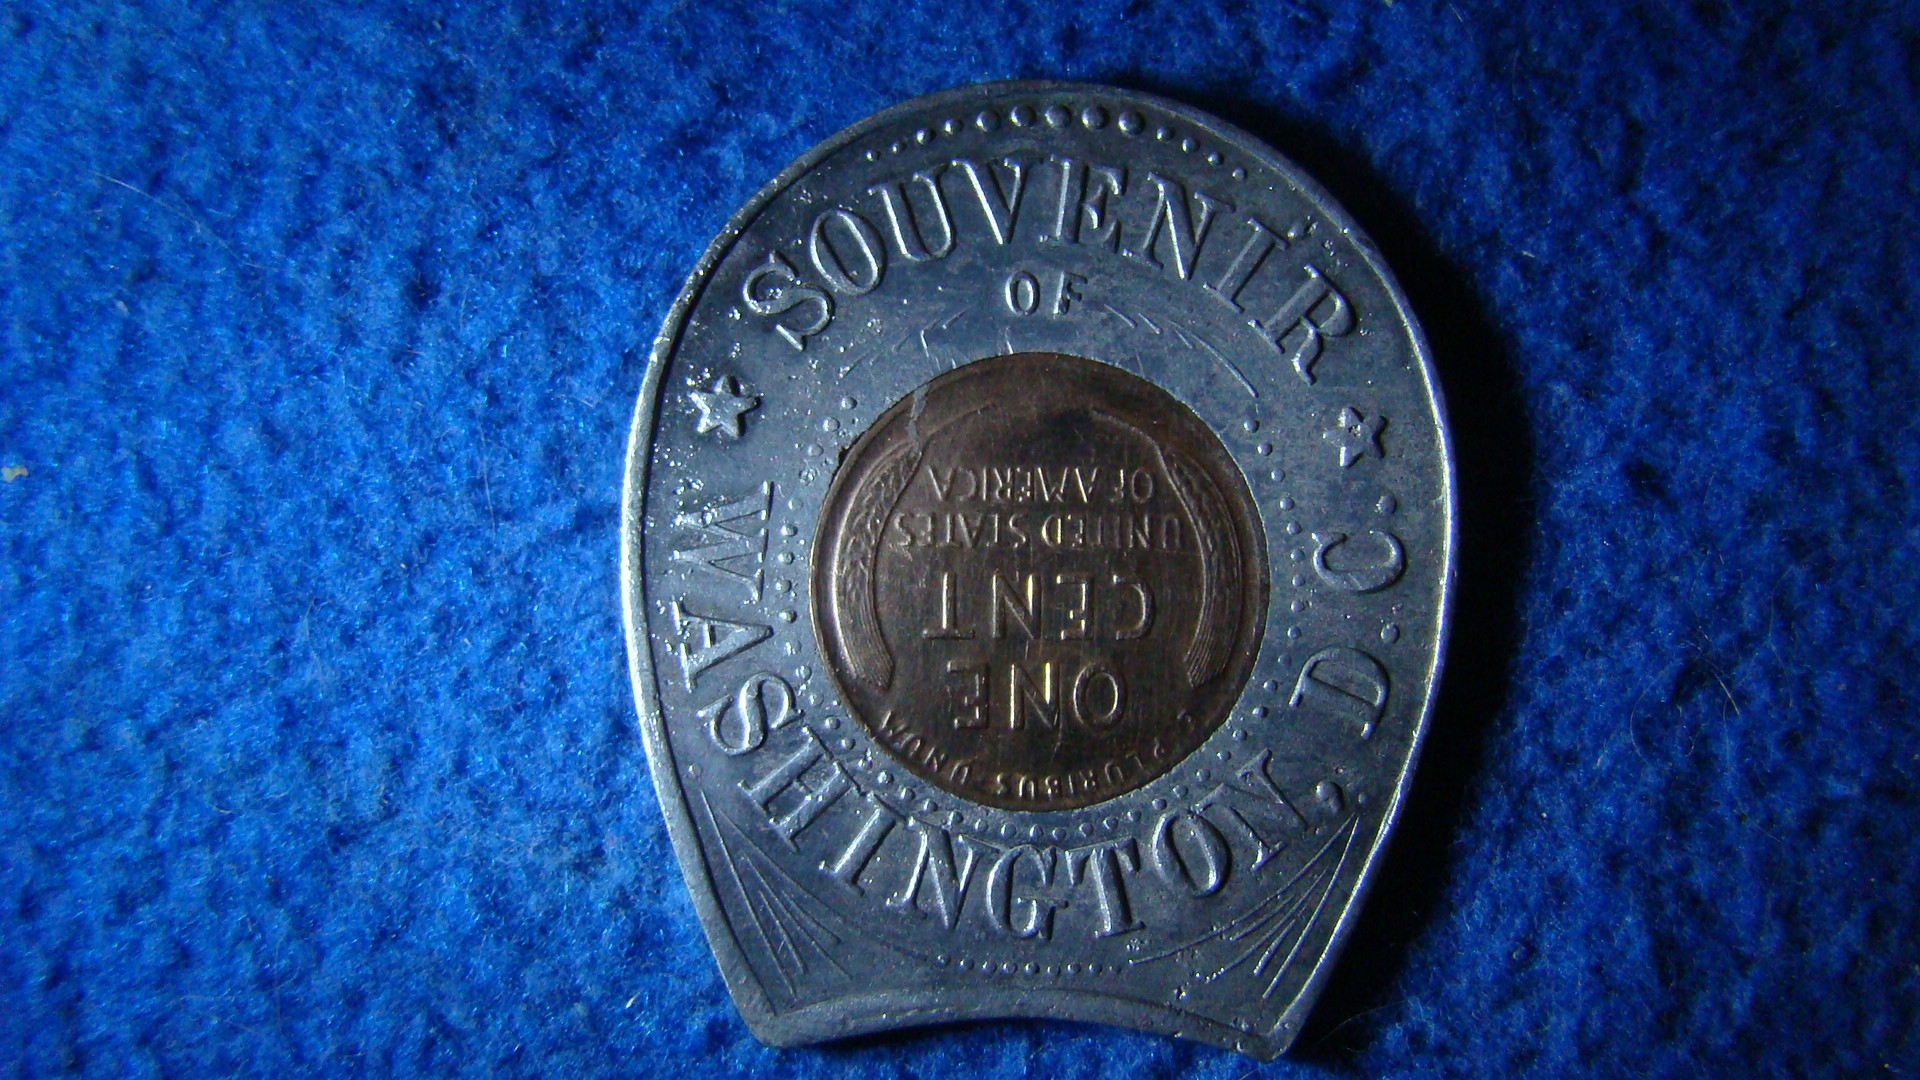 SOUVENIR
OF
WASHINGTON, D.C.
E·PLURIBUS·UNUM
ONE
CENT
UNITED STATES
OF AMERICA